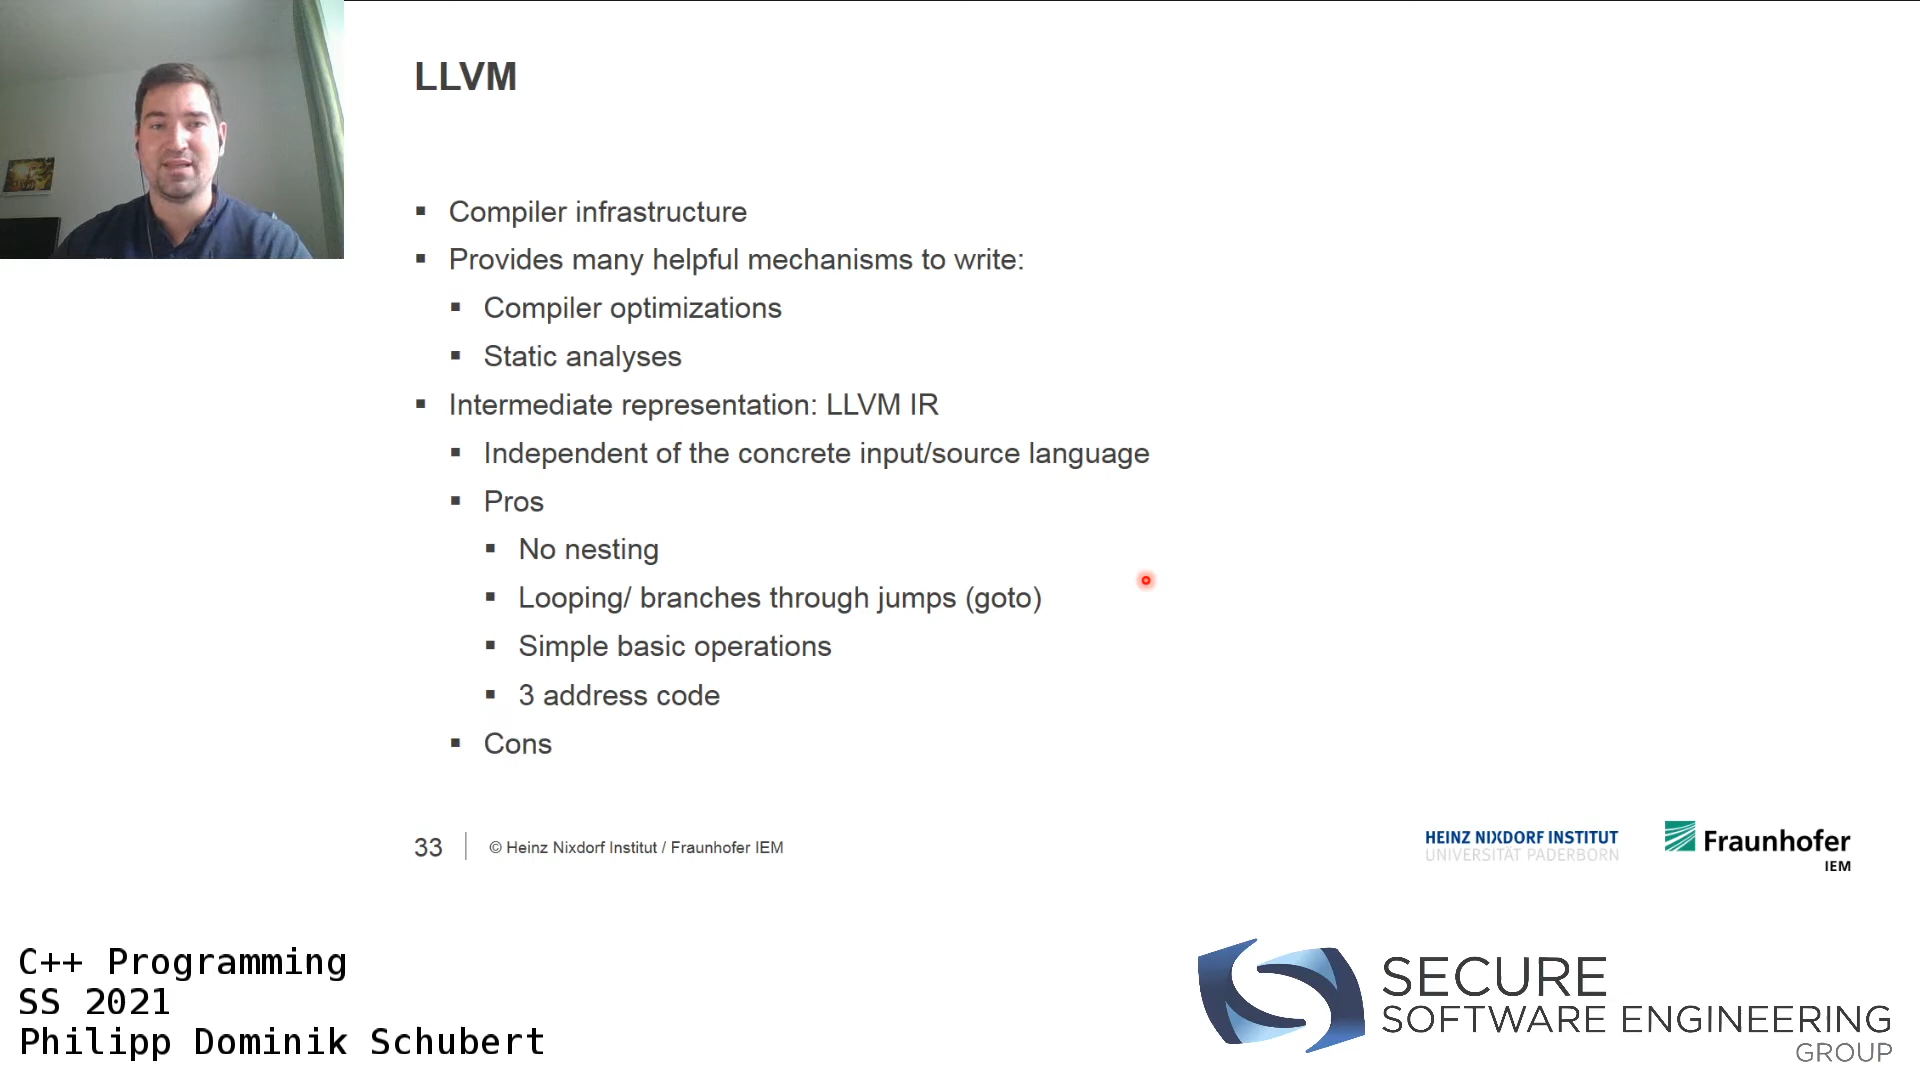 LLVM
Compiler infrastructure
Provides many helpful mechanisms to write:
Compiler optimizations
Static analyses
Intermediate representation: LLVM IR
Independent of the concrete input/source language
Pros
No nesting
Looping/ branches through jumps (goto)
Simple basic operations
3 address code
Cons
33
© Heinz Nixdorf Institut / Fraunhofer IEM
HEINZ NIXDORF INSTITUT
UNIVERSITÄT PADERBORN
Fraunhofer
IEM
C++ Programming
SS 2021
Philipp Dominik Schubert
SECURE
SOFTWARE ENGINEERING
GROUP